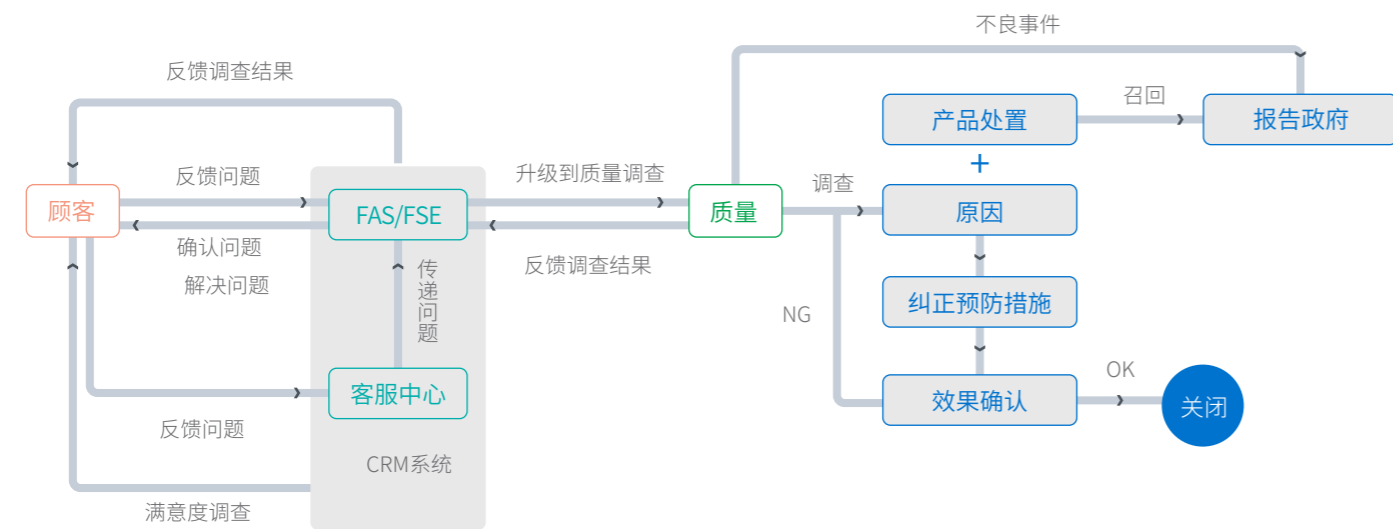 不良事件
反馈调查结果
召回
产品处置
报告政府
+
反馈问题
升级到质量调查
调查
顾客
FAS/FSE
质量
原因
确认问题
解决问题
反馈调查结果
传递问题
纠正预防措施
NG
OK
客服中心
效果确认
关闭
反馈问题
CRM系统
满意度调查